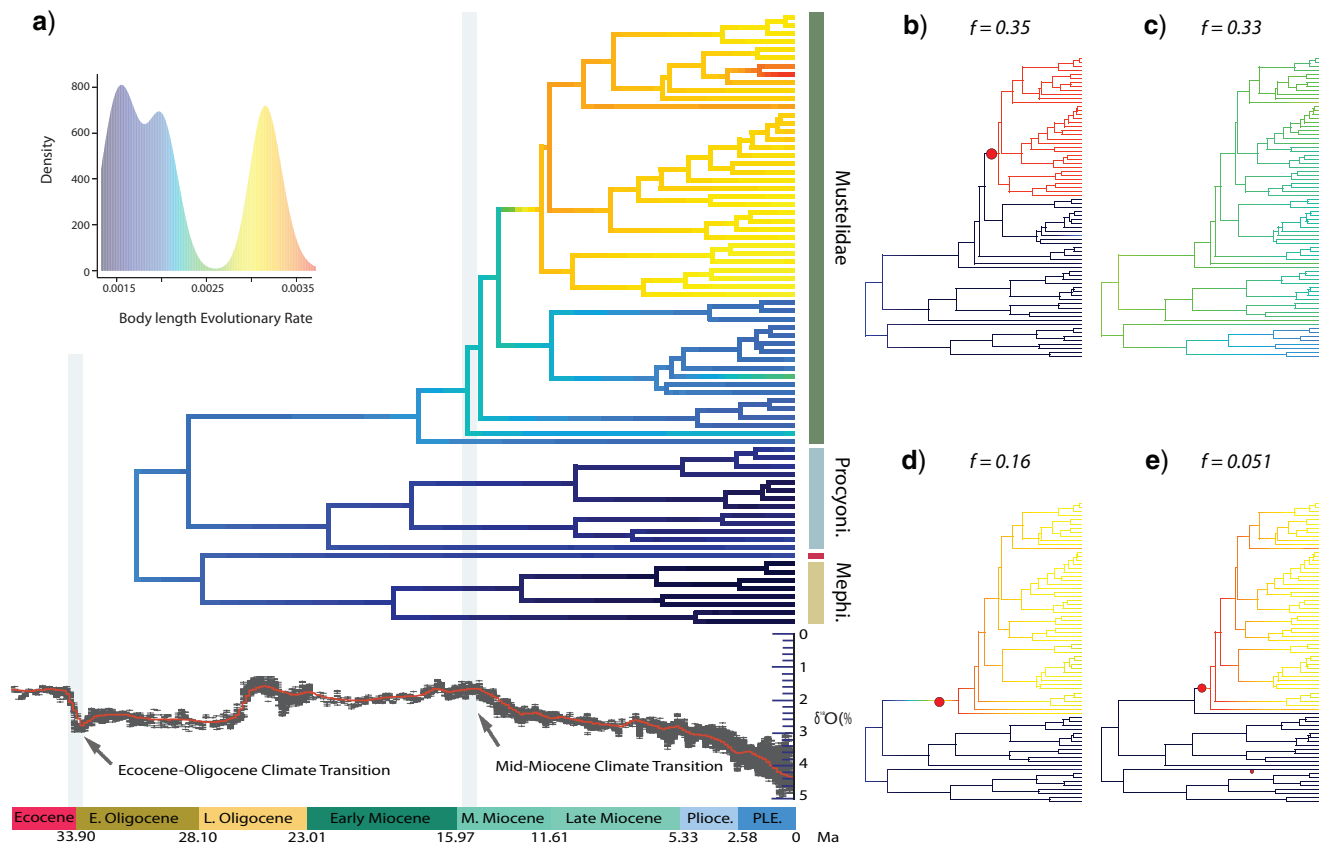 a)
800
600
400
200
0
Density
0.0015
0.0025
0.0035
Body length Evolutionary Rate
Mustelidae
Procyoni.
Mephi.
b)
f = 0.35
c)
f = 0.33
d)
f = 0.16
e)
f = 0.051
0
1
2
3
4
5
δ¹⁸O(%
Ecocene-Oligocene Climate Transition
Mid-Miocene Climate Transition
Ecocene
E. Oligocene
L. Oligocene
Early Miocene
M. Miocene
Late Miocene
Plioce.
PLE.
33.90
28.10
23.01
15.97
11.61
5.33
2.58
0
Ma